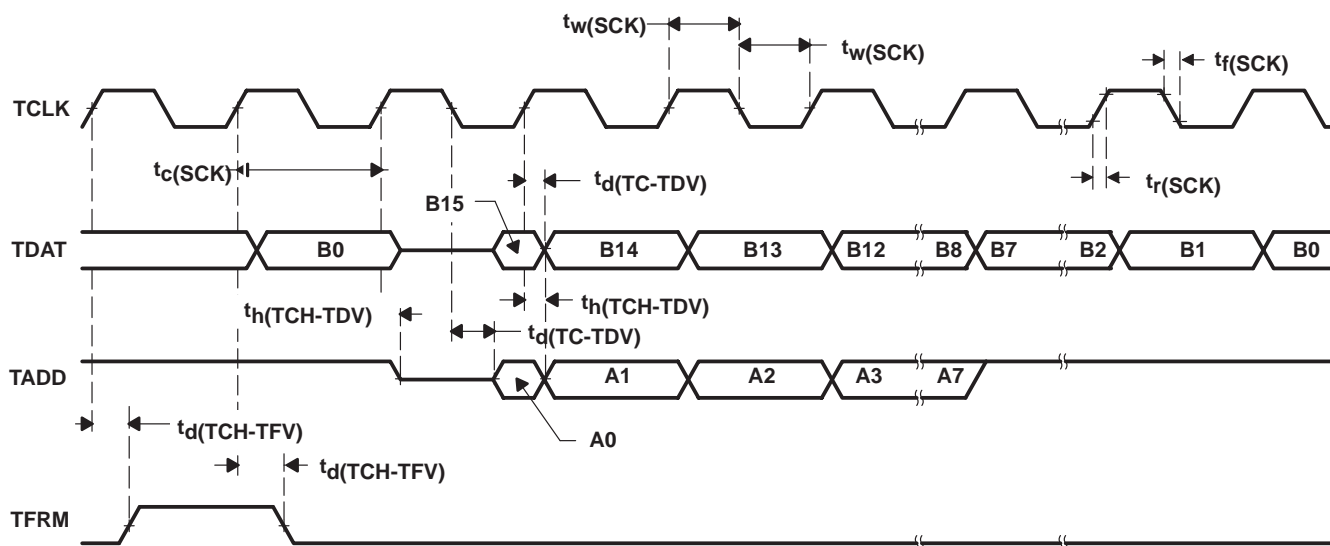 tw(SCK)
tw(SCK)
tf(SCK)
TCLK
tc(SCK)
td(TC-TDV)
tr(SCK)
B15
TDAT
B0
B14
B13
B12
B8
B7
B2
B1
B0
th(TCH-TDV)
th(TCH-TDV)
td(TC-TDV)
TADD
A1
A2
A3
A7
td(TCH-TFV)
A0
td(TCH-TFV)
TFRM